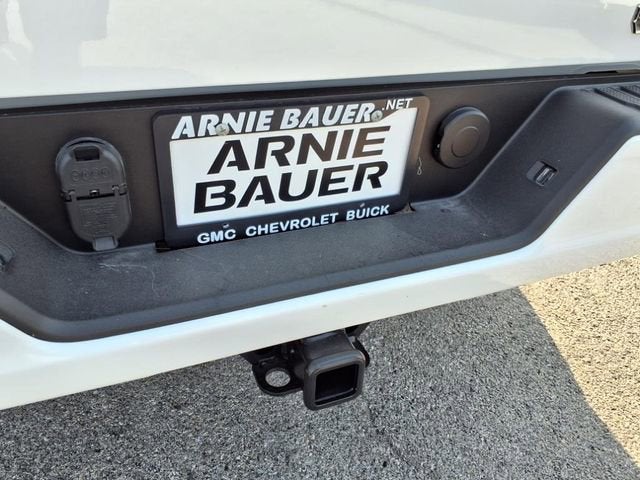 ARNIE BAUER.NET
ARNIE
BAUER
GMC CHEVROLET BUICK